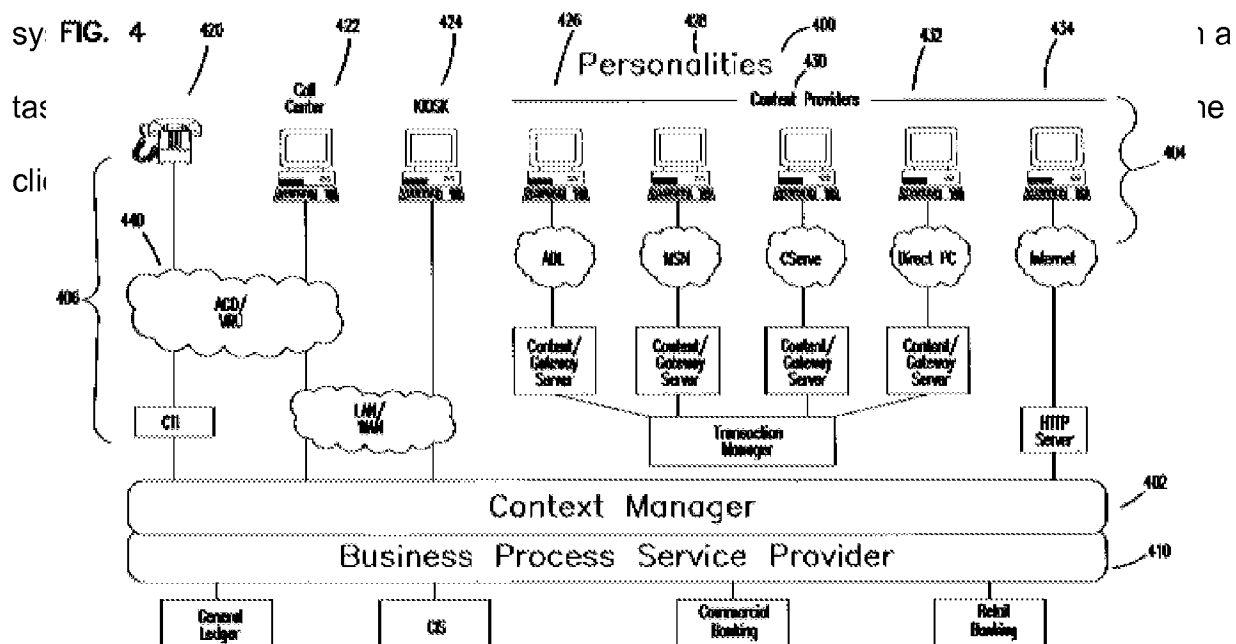 FIG. 4
420
422
424
426
428
400
432
434
Personalities
430
Call
Center
KIOSK
Content Providers
404
440
AOL
MSN
CServe
Direct PC
Internet
406
ACD/
VRU
Content/
Gateway
Server
Content/
Gateway
Server
Content/
Gateway
Server
Content/
Gateway
Server
LAN/
WAN
CTI
Transaction
Manager
HTTP
Server
Context Manager
402
Business Process Service Provider
410
General
Ledger
CIS
Commercial
Banking
Retail
Banking